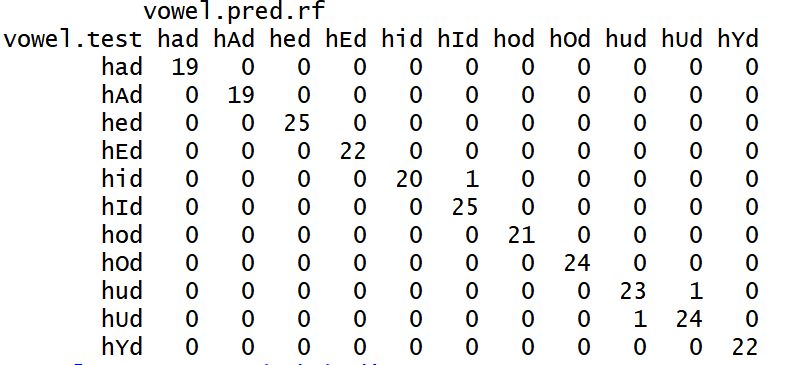 vowel.pred.rf
vowel.test had hAd hed hEd hid hId hod hOd hud hUd hYd
had 19 0 0 0 0 0 0 0 0 0 0
hAd 0 19 0 0 0 0 0 0 0 0 0
hed 0 0 25 0 0 0 0 0 0 0 0
hEd 0 0 0 22 0 0 0 0 0 0 0
hid 0 0 0 0 20 1 0 0 0 0 0
hId 0 0 0 0 0 25 0 0 0 0 0
hod 0 0 0 0 0 0 21 0 0 0 0
hOd 0 0 0 0 0 0 0 24 0 0 0
hud 0 0 0 0 0 0 0 0 23 1 0
hUd 0 0 0 0 0 0 0 0 1 24 0
hYd 0 0 0 0 0 0 0 0 0 0 22